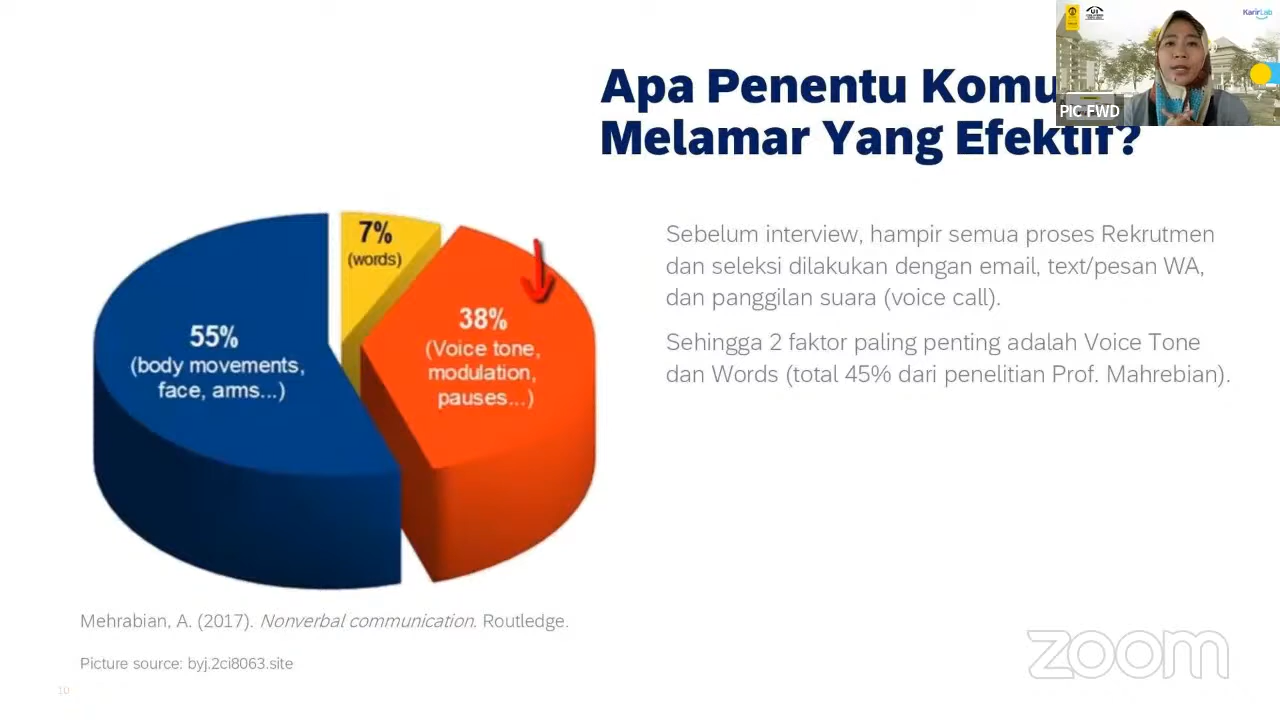 Apa Penentu Komu
Melamar Yang Efektif?
KarirLab
PIC FWD
7%
(words)
38%
(Voice tone,
modulation,
pauses...)
55%
(body movements,
face, arms...)
Sebelum interview, hampir semua proses Rekrutmen
dan seleksi dilakukan dengan email, text/pesan WA,
dan panggilan suara (voice call).
Sehingga 2 faktor paling penting adalah Voice Tone
dan Words (total 45% dari penelitian Prof. Mahrebian).
Mehrabian, A. (2017). Nonverbal communication. Routledge.
Picture source: byj.2ci8063.site
10
zoom